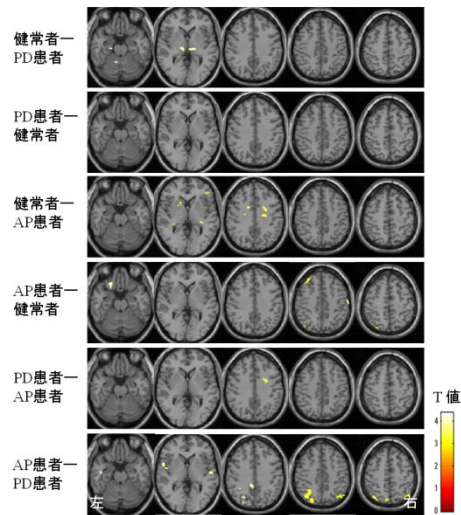 健常者ー
PD患者
PD患者ー
健常者
健常者ー
AP患者
AP患者ー
健常者
PD患者ー
AP患者
AP患者ー
PD患者
左
右
T 値
4
3
2
1
0